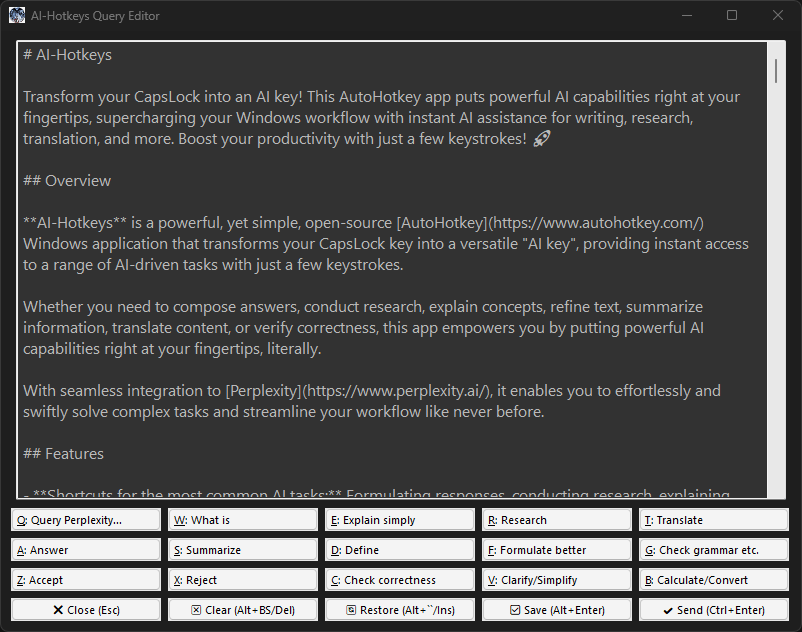 AI-Hotkeys Query Editor
# AI-Hotkeys
Transform your CapsLock into an AI key! This AutoHotkey app puts powerful AI capabilities right at your
fingertips, supercharging your Windows workflow with instant AI assistance for writing, research,
translation, and more. Boost your productivity with just a few keystrokes! 🚀
## Overview
**AI-Hotkeys** is a powerful, yet simple, open-source [AutoHotkey](https://www.autohotkey.com/)
Windows application that transforms your CapsLock key into a versatile "AI key", providing instant access
to a range of AI-driven tasks with just a few keystrokes.
Whether you need to compose answers, conduct research, explain concepts, refine text, summarize
information, translate content, or verify correctness, this app empowers you by putting powerful AI
capabilities right at your fingertips, literally.
With seamless integration to [Perplexity](https://www.perplexity.ai/), it enables you to effortlessly and
swiftly solve complex tasks and streamline your workflow like never before.
## Features
- **Shortcuts for the most common AI tasks:** Formulating responses, conducting research, explaining
Q: Query Perplexity... W: What is E: Explain simply R: Research T: Translate
A: Answer S: Summarize D: Define F: Formulate better G: Check grammar etc.
Z: Accept X: Reject C: Check correctness V: Clarify/Simplify B: Calculate/Convert
Close (Esc) Clear (Alt+BS/Del) Restore (Alt+``/Ins) Save (Alt+Enter) Send (Ctrl+Enter)